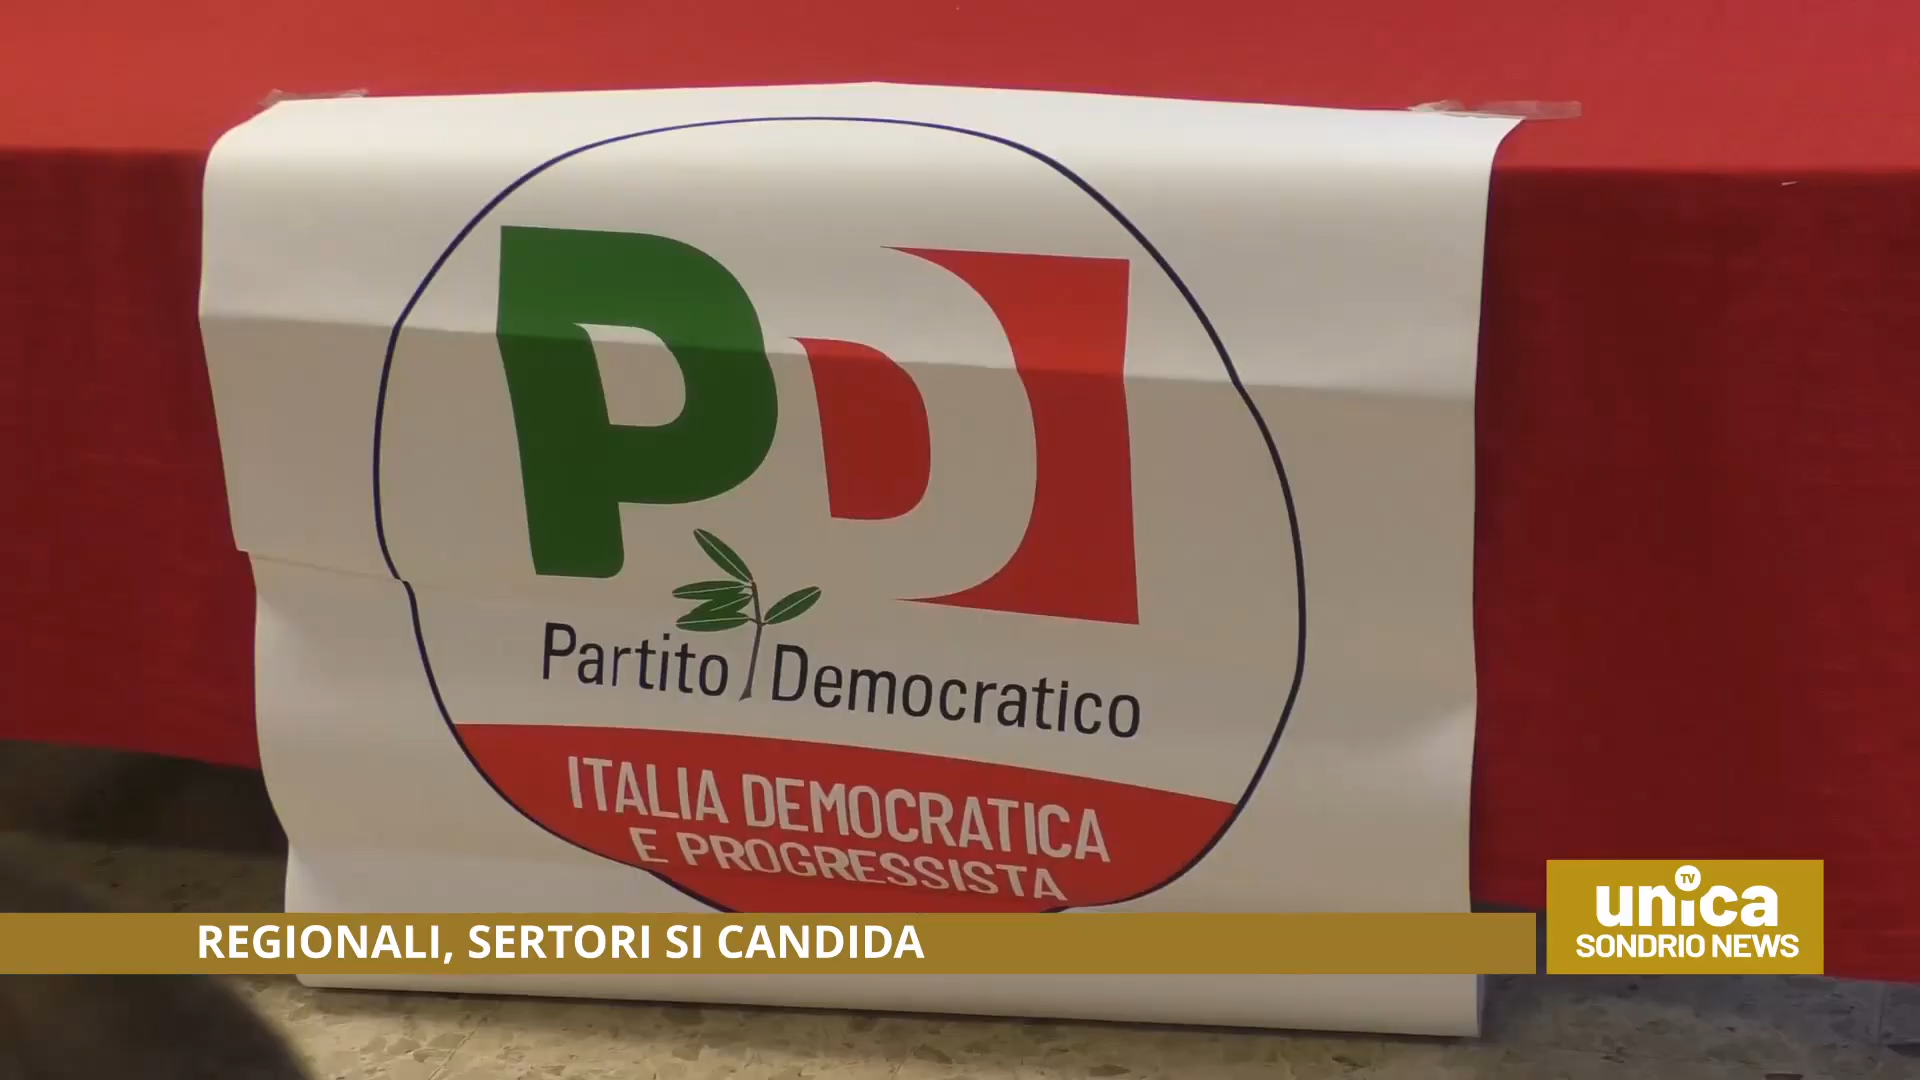 PD
Partito Democratico
ITALIA DEMOCRATICA
E PROGRESSISTA
REGIONALI, SERTORI SI CANDIDA
unica TV
SONDRIO NEWS